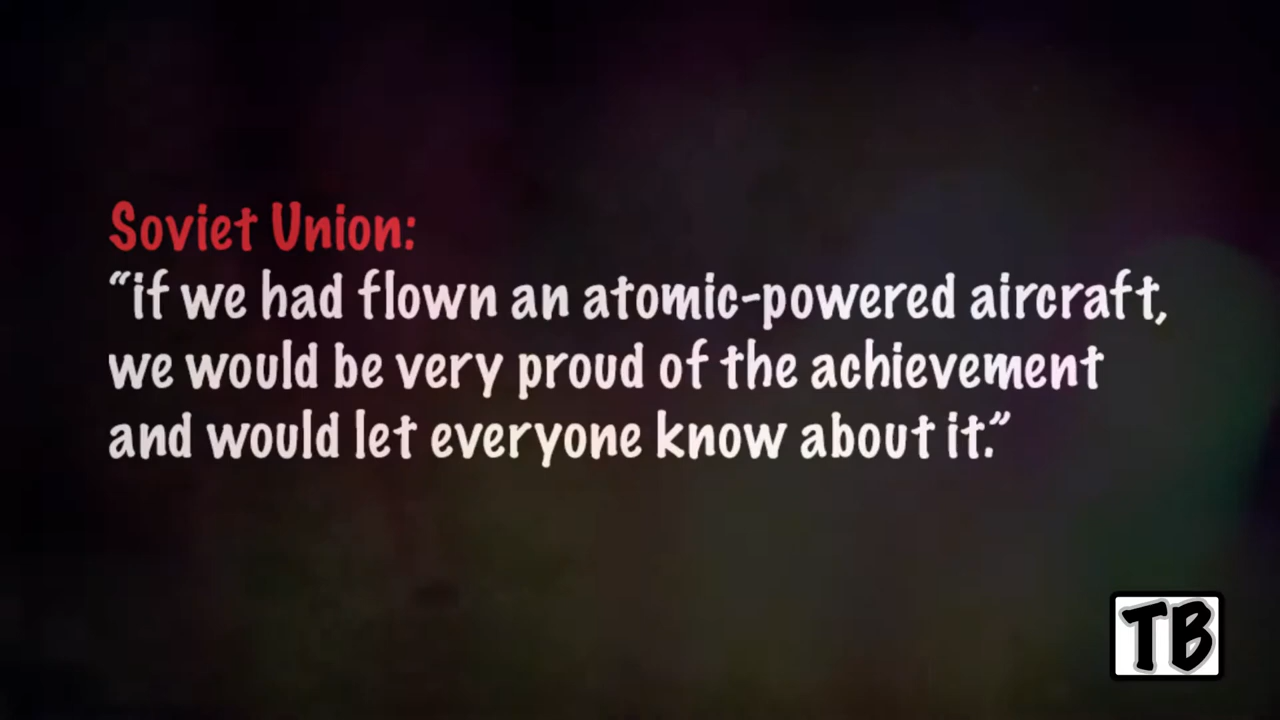 Soviet Union:
“if we had flown an atomic-powered aircraft,
we would be very proud of the achievement
and would let everyone know about it.”
TB